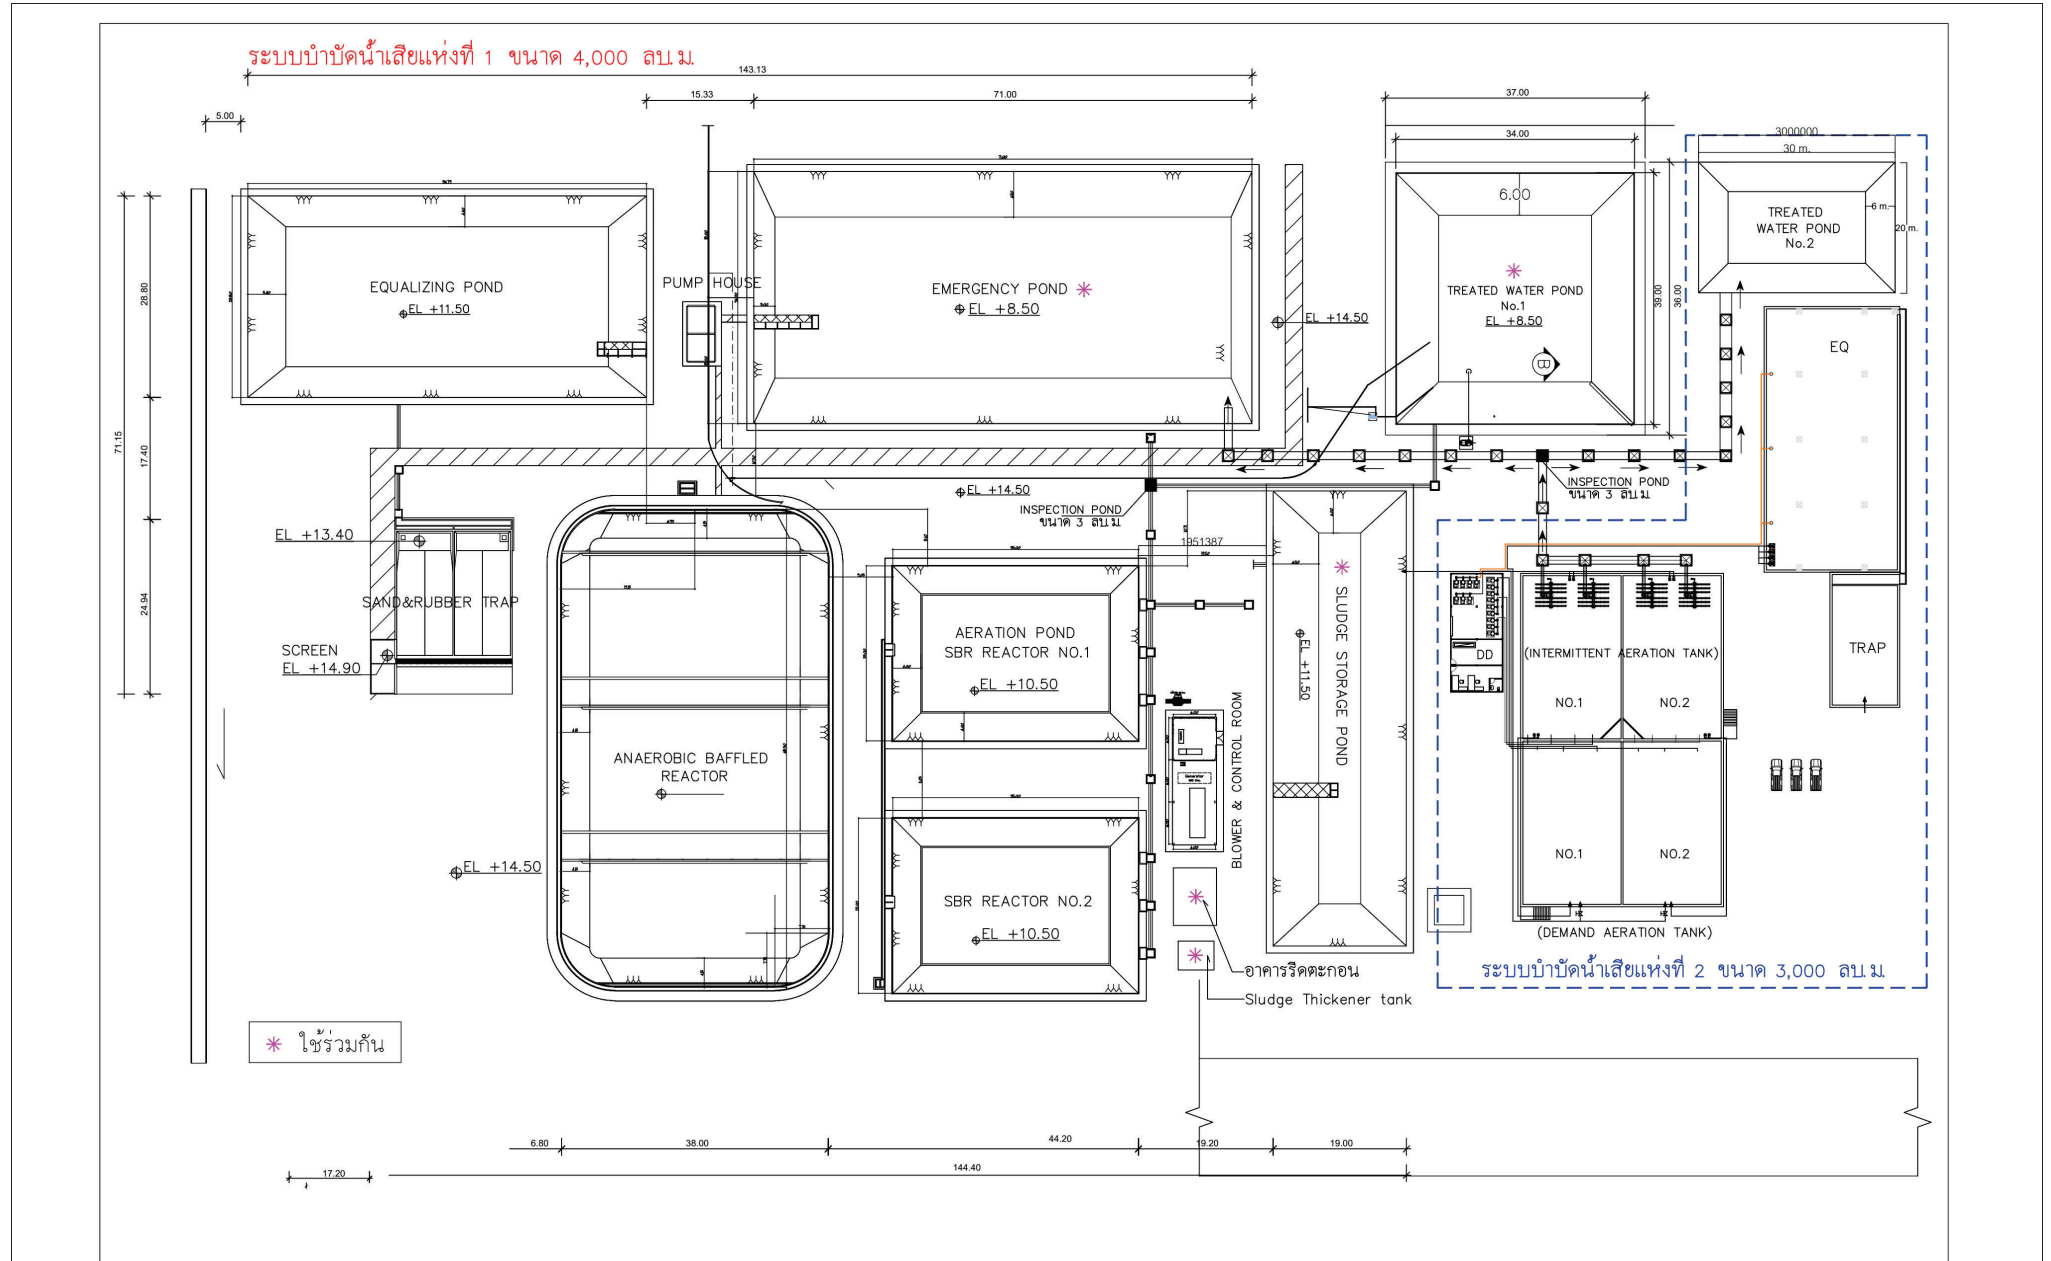 ระบบบำบัดน้ำเสียแห่งที่ 1 ขนาด 4,000 ลบ.ม.
143.13
15.33
71.00
5.00
37.00
34.00
3000000
30 m.
6.00
TREATED
WATER POND
No.2
6 m.
20 m.
EQUALIZING POND
EL +11.50
PUMP HOUSE
EMERGENCY POND *
EL +8.50
EL +14.50
*
TREATED WATER POND
No.1
EL +8.50
B
39.00
36.00
EQ
28.80
71.15
17.40
24.94
EL +14.50
INSPECTION POND
ขนาด 3 ลบ.ม.
INSPECTION POND
ขนาด 3 ลบ.ม.
EL +13.40
SAND&RUBBER TRAP
SCREEN
EL +14.90
1951387
AERATION POND
SBR REACTOR NO.1
EL +10.50
*
SLUDGE STORAGE POND
EL +11.50
DD
(INTERMITTENT AERATION TANK)
TRAP
NO.1
NO.2
ANAEROBIC BAFFLED
REACTOR
Generator
BLOWER & CONTROL ROOM
NO.1
NO.2
EL +14.50
SBR REACTOR NO.2
EL +10.50
*
*
(DEMAND AERATION TANK)
อาคารรีดตะกอน
Sludge Thickener tank
ระบบบำบัดน้ำเสียแห่งที่ 2 ขนาด 3,000 ลบ.ม.
* ใช้ร่วมกัน
6.80
38.00
44.20
19.20
19.00
17.20
144.40